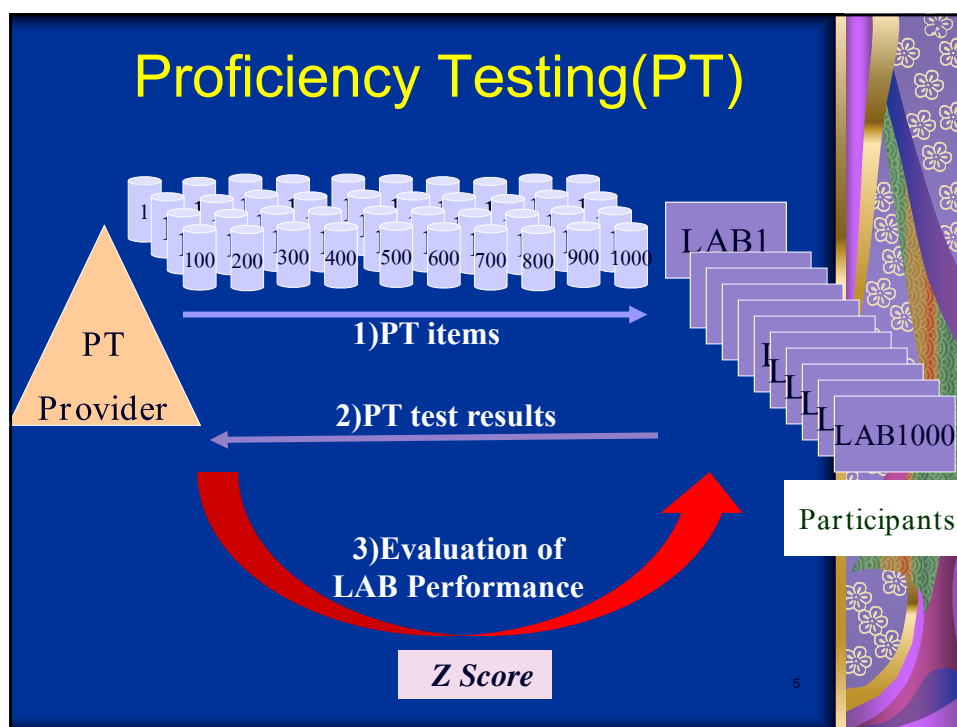 Proficiency Testing(PT)
1
100 200 300 400 500 600 700 800 900 1000
LAB1
1)PT items
PT
Provider
2)PT test results
LAB1000
Participants
3)Evaluation of
LAB Performance
Z Score
5